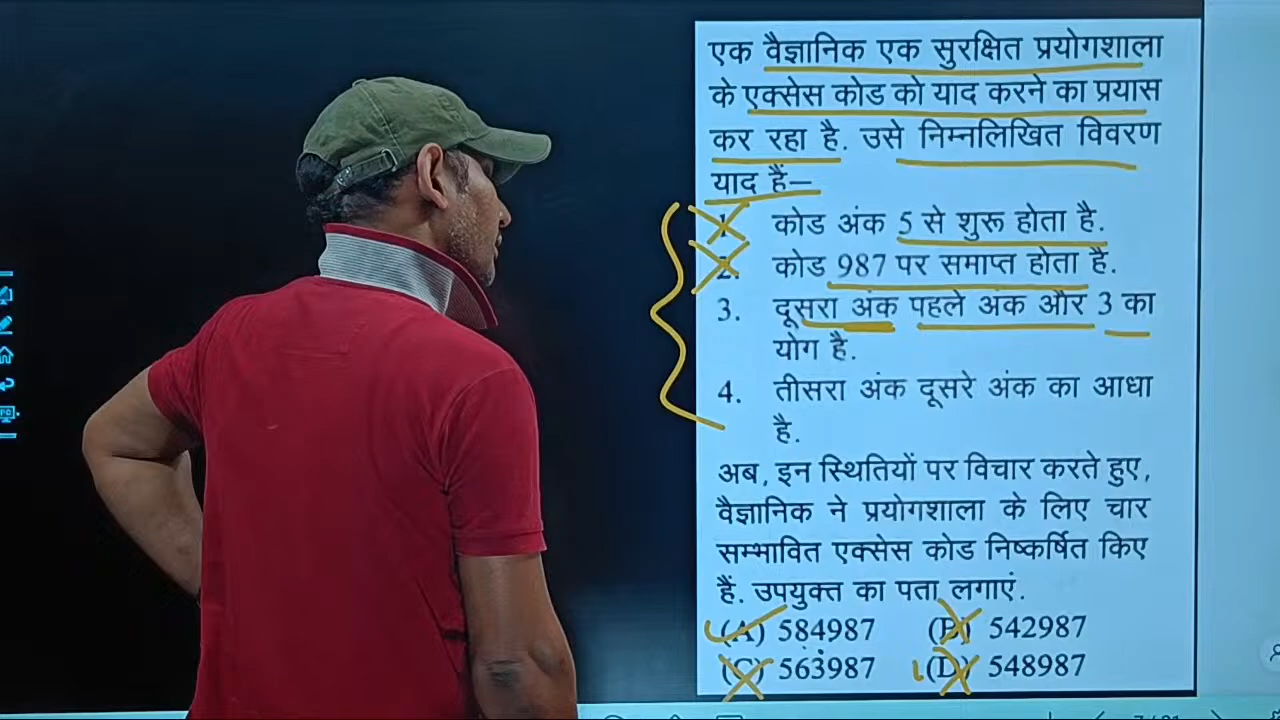 एक वैज्ञानिक एक सुरक्षित प्रयोगशाला
के एक्सेस कोड को याद करने का प्रयास
कर रहा है. उसे निम्नलिखित विवरण
याद हैं–
1. कोड अंक 5 से शुरू होता है.
2. कोड 987 पर समाप्त होता है.
3. दूसरा अंक पहले अंक और 3 का
योग है.
4. तीसरा अंक दूसरे अंक का आधा
है.
अब, इन स्थितियों पर विचार करते हुए,
वैज्ञानिक ने प्रयोगशाला के लिए चार
सम्भावित एक्सेस कोड निष्कर्षित किए
हैं. उपयुक्त का पता लगाएं.
(A) 584987 (B) 542987
(C) 563987 (D) 548987